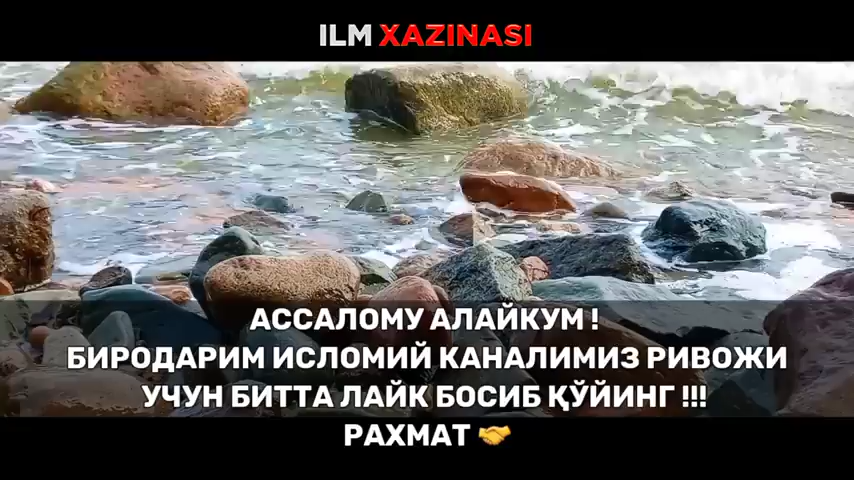 ILM XAZINASI
АССАЛОМУ АЛАЙКУМ !
БИРОДАРИМ ИСЛОМИЙ КАНАЛИМИЗ РИВОЖИ
УЧУН БИТТА ЛАЙК БОСИБ ҚЎЙИНГ !!!
РАХМАТ 🤝